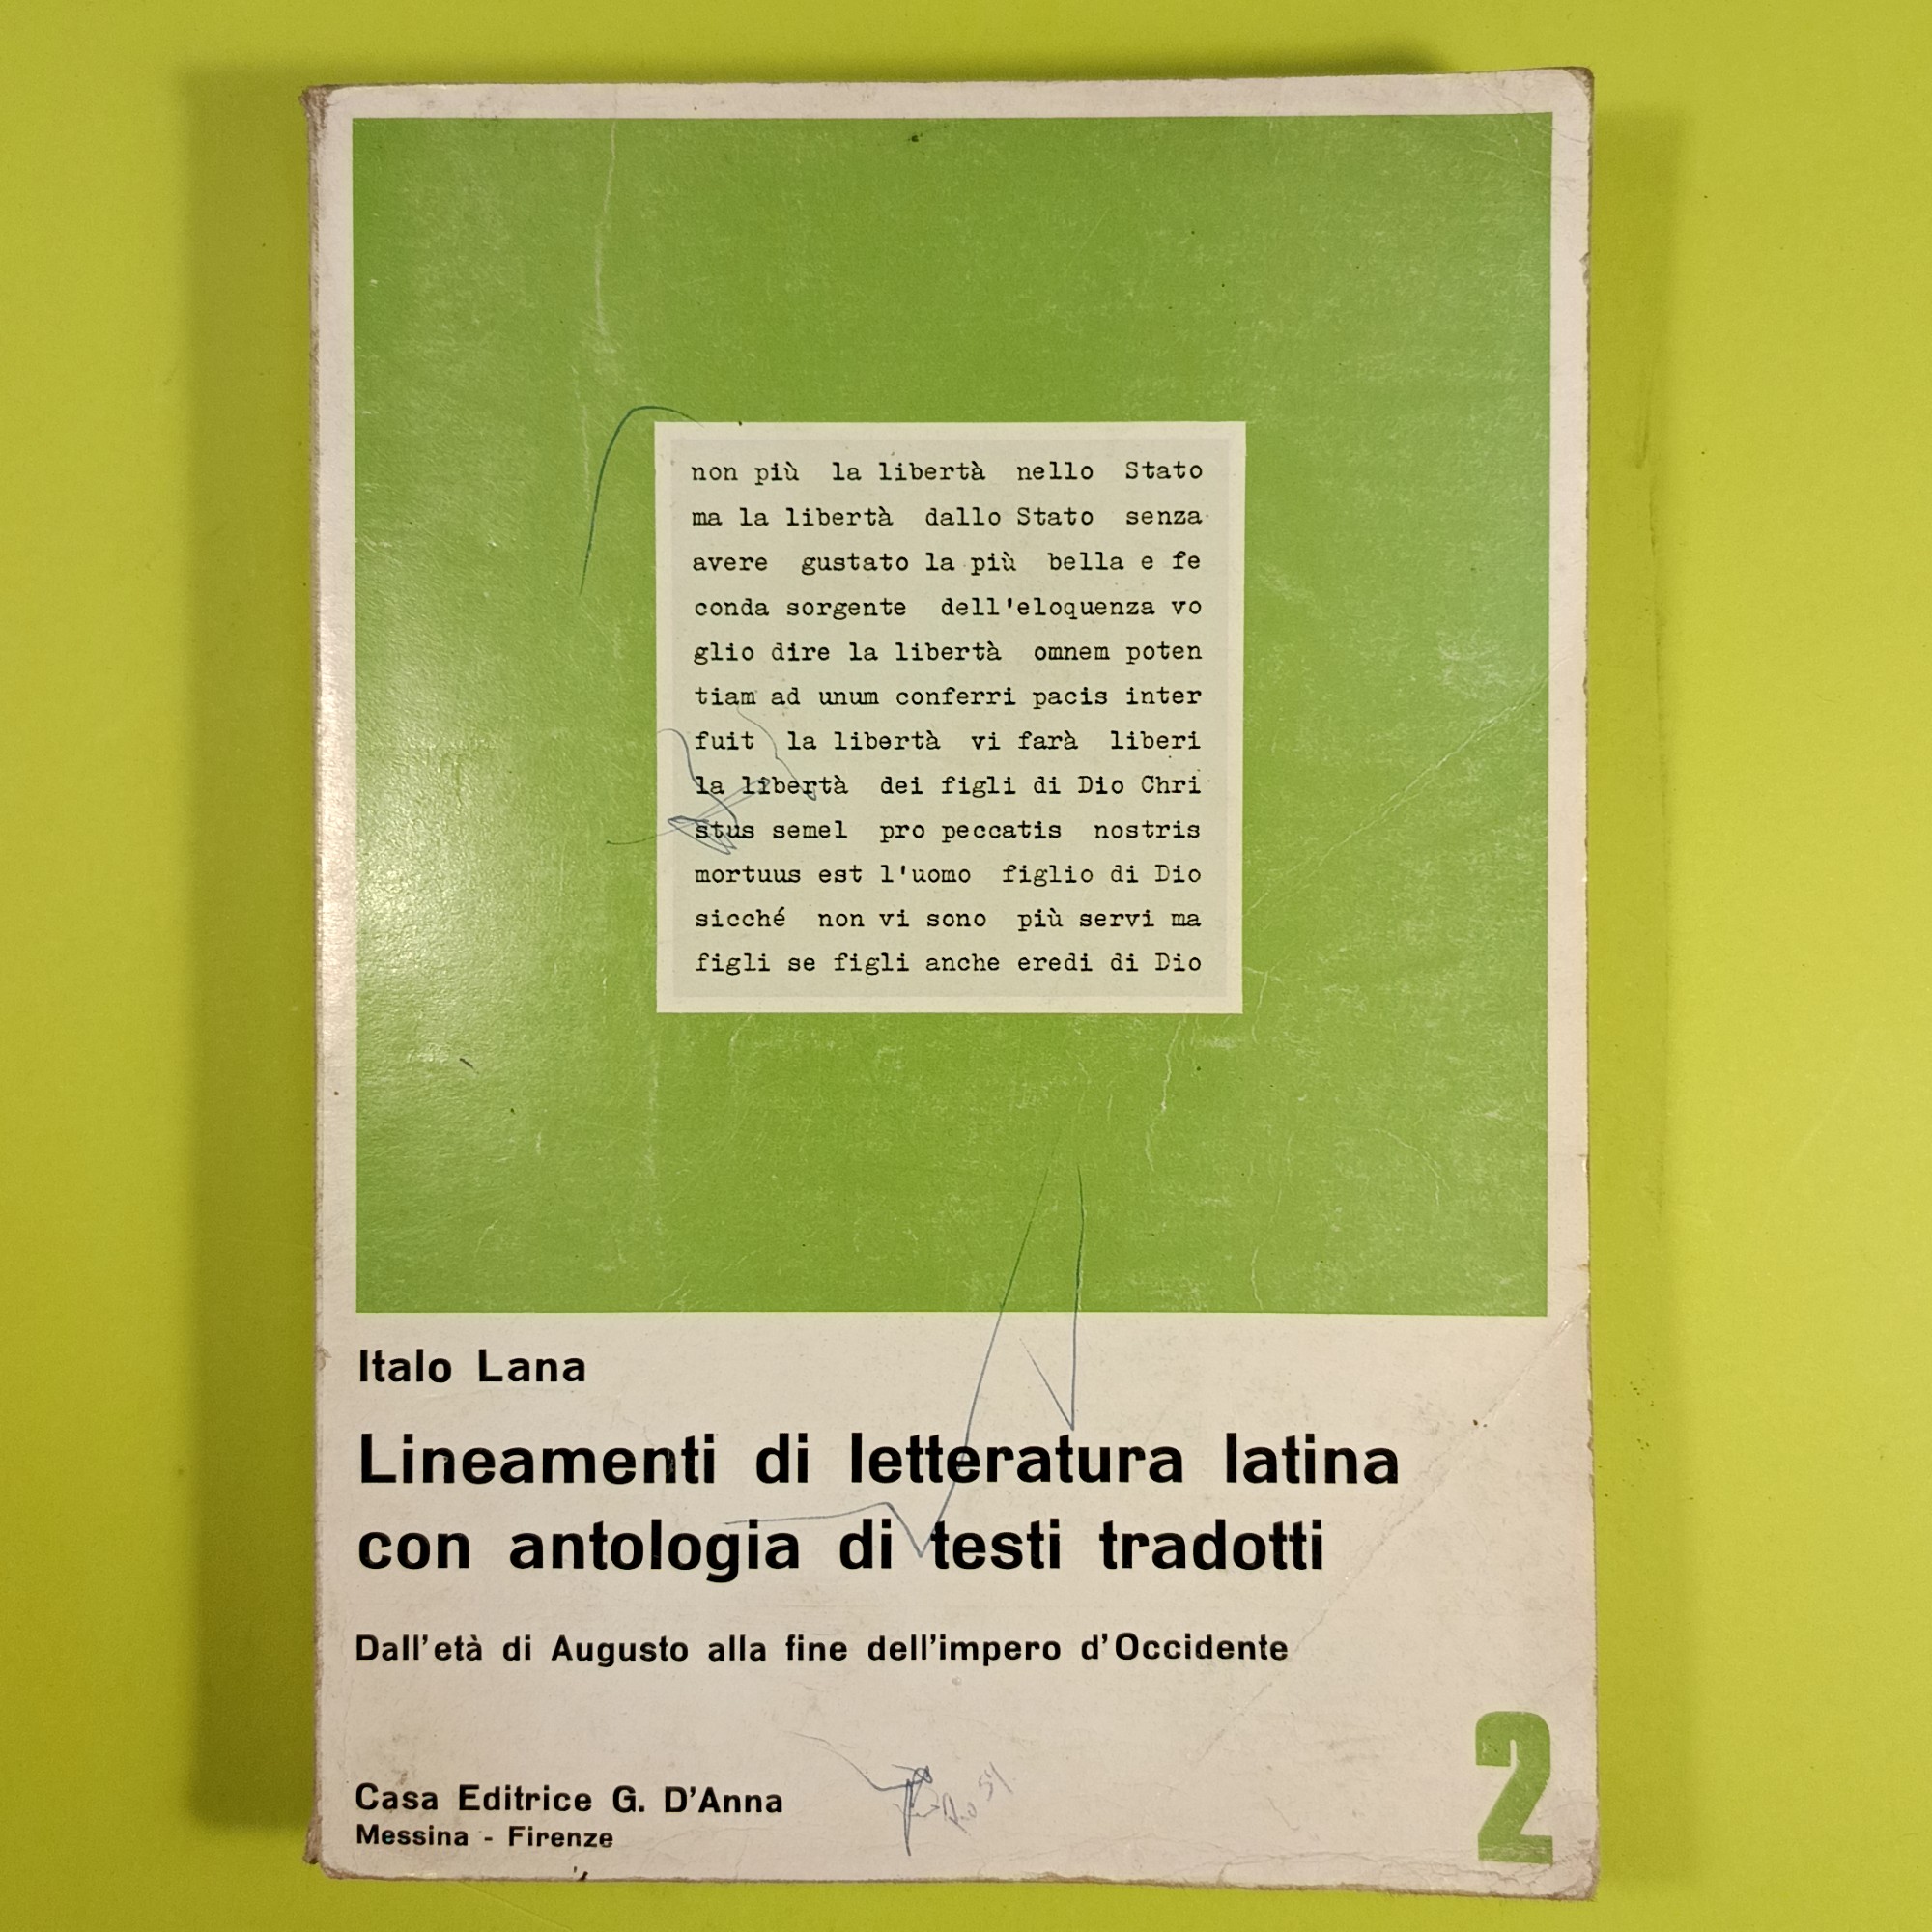 non più la libertà nello Stato
ma la libertà dallo Stato senza
avere gustato la più bella e fe
conda sorgente dell'eloquenza vo
glio dire la libertà omnem poten
tiam ad unum conferri pacis inter
fuit la libertà vi farà liberi
la libertà dei figli di Dio Chri
stus semel pro peccatis nostris
mortuus est l'uomo figlio di Dio
sicché non vi sono più servi ma
figli se figli anche eredi di Dio
Italo Lana
Lineamenti di letteratura latina
con antologia di testi tradotti
Dall'età di Augusto alla fine dell'impero d'Occidente
Casa Editrice G. D'Anna
Messina - Firenze
2